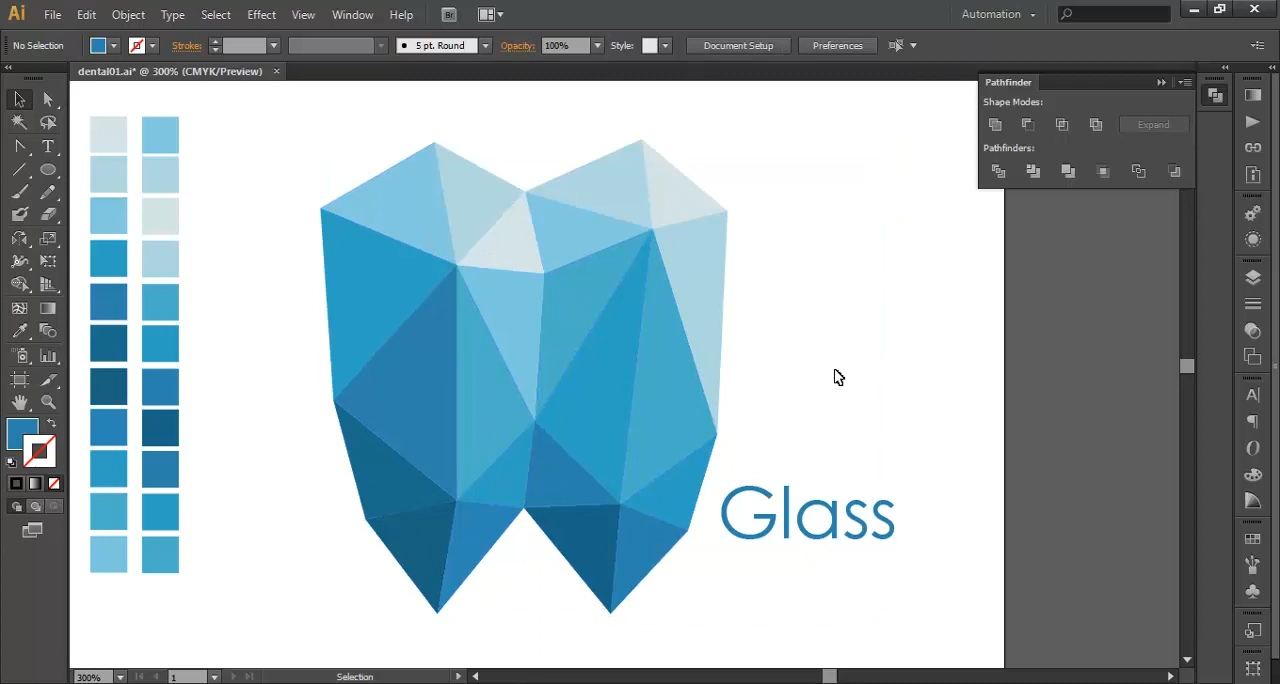 Ai File Edit Object Type Select Effect View Window Help Br Automation
No Selection Stroke: 5 pt. Round Opacity: 100% Style: Document Setup Preferences
dental01.ai* @ 300% (CMYK/Preview) ×
Pathfinder
Shape Modes:
Expand
Pathfinders:
Glass
300% 1 Selection